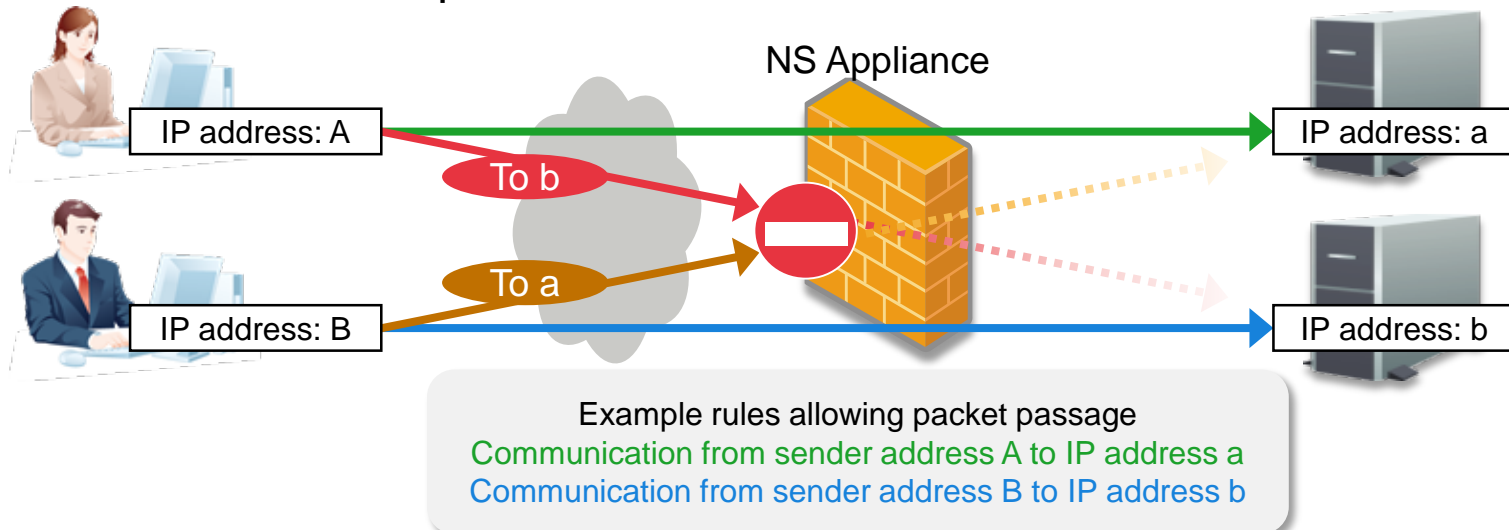 NS Appliance
IP address: A
IP address: a
To b
To a
IP address: B
IP address: b
Example rules allowing packet passage
Communication from sender address A to IP address a
Communication from sender address B to IP address b